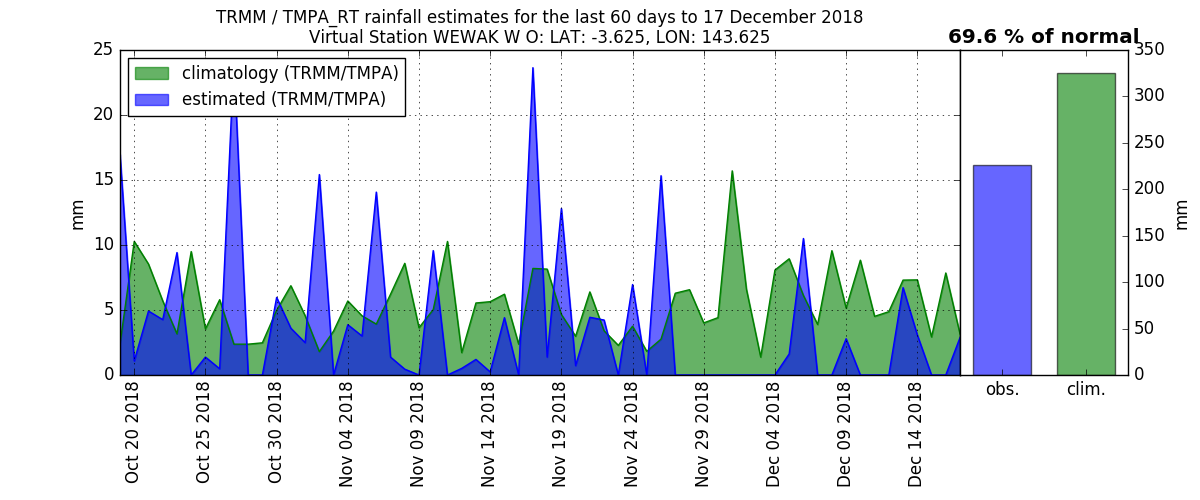 TRMM / TMPA_RT rainfall estimates for the last 60 days to 17 December 2018
Virtual Station WEWAK W O: LAT: -3.625, LON: 143.625
69.6 % of normal
climatology (TRMM/TMPA)
estimated (TRMM/TMPA)
25
20
15
10
5
0
mm
Oct 20 2018
Oct 25 2018
Oct 30 2018
Nov 04 2018
Nov 09 2018
Nov 14 2018
Nov 19 2018
Nov 24 2018
Nov 29 2018
Dec 04 2018
Dec 09 2018
Dec 14 2018
350
300
250
200
150
100
50
0
mm
obs.
clim.